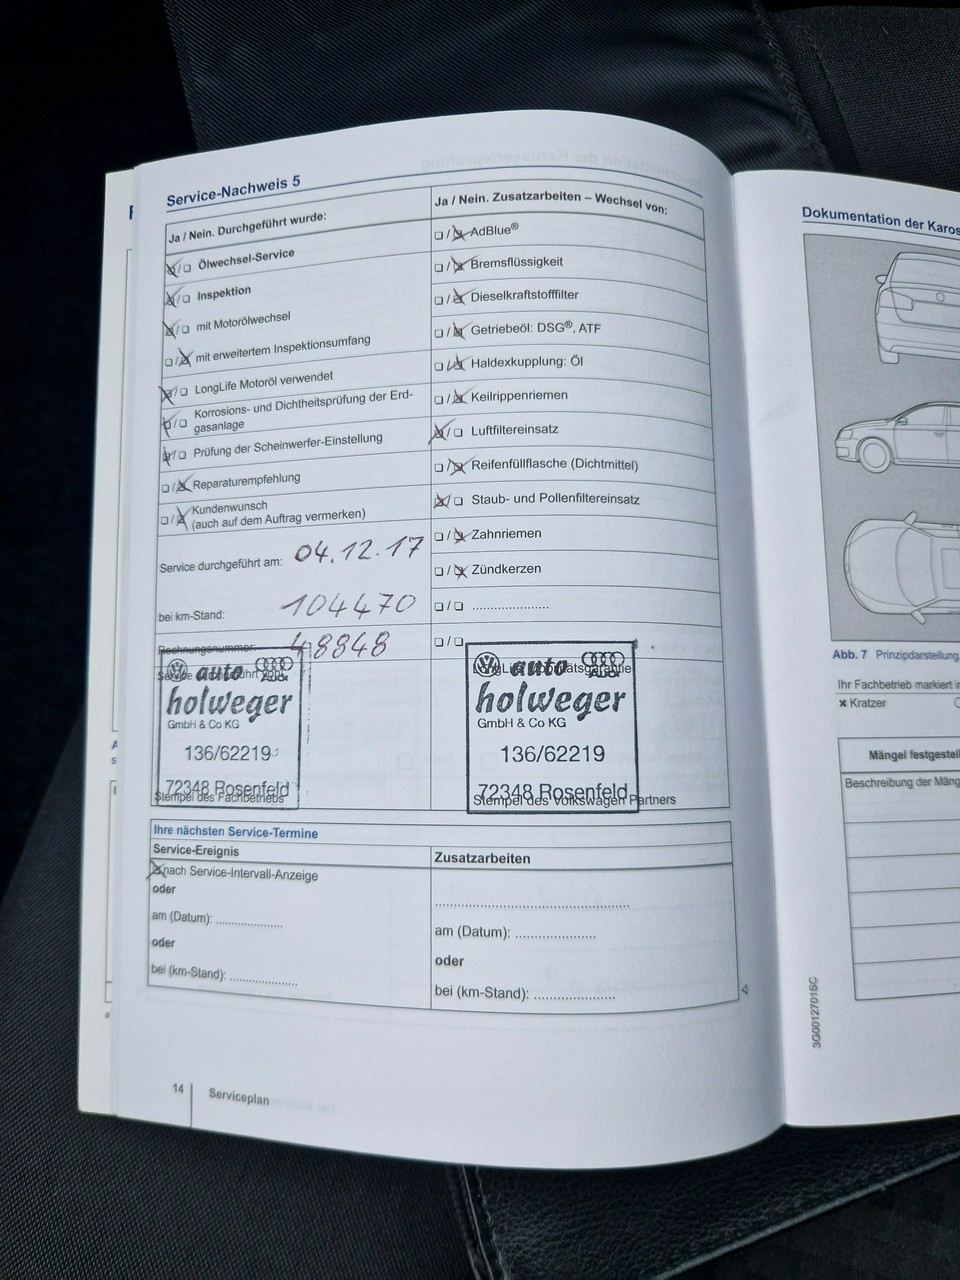 Service-Nachweis 5
Ja / Nein. Durchgeführt wurde:
Ölwechsel-Service
Inspektion
mit Motorölwechsel
mit erweitertem Inspektionsumfang
LongLife Motoröl verwendet
Korrosions- und Dichtheitsprüfung der Erd-
gasanlage
Prüfung der Scheinwerfer-Einstellung
Reparaturempfehlung
Kundenwunsch
(auch auf dem Auftrag vermerken)
Service durchgeführt am: 04.12.17
bei km-Stand: 104470
Rechnungsnummer: 48848
auto
holweger
GmbH & Co KG
136/62219
72348 Rosenfeld
Stempel des Fachbetriebs
Ja / Nein. Zusatzarbeiten – Wechsel von:
AdBlue®
Bremsflüssigkeit
Dieselkraftstofffilter
Getriebeöl: DSG®, ATF
Haldexkupplung: Öl
Keilrippenriemen
Luftfiltereinsatz
Reifenfüllflasche (Dichtmittel)
Staub- und Pollenfiltereinsatz
Zahnriemen
Zündkerzen
auto
holweger
GmbH & Co KG
136/62219
72348 Rosenfeld
Stempel des Volkswagen Partners
Ihre nächsten Service-Termine
Service-Ereignis
nach Service-Intervall-Anzeige
oder
am (Datum):
oder
bei (km-Stand):
Zusatzarbeiten
am (Datum):
oder
bei (km-Stand):
14 Serviceplan
Dokumentation der Karos
Abb. 7 Prinzipdarstellung
Ihr Fachbetrieb markiert i
Kratzer
Mängel festgestell
Beschreibung der Mäng
3G0012701SC